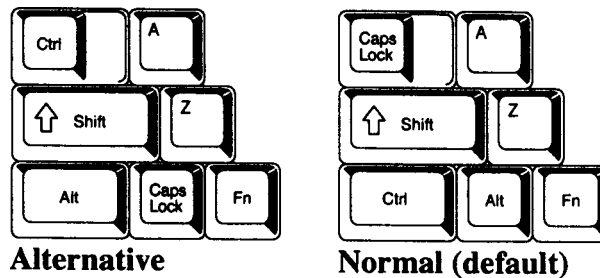 Ctrl A
Shift Z
Alt Caps Lock Fn
Alternative
Caps Lock A
Shift Z
Ctrl Alt Fn
Normal (default)